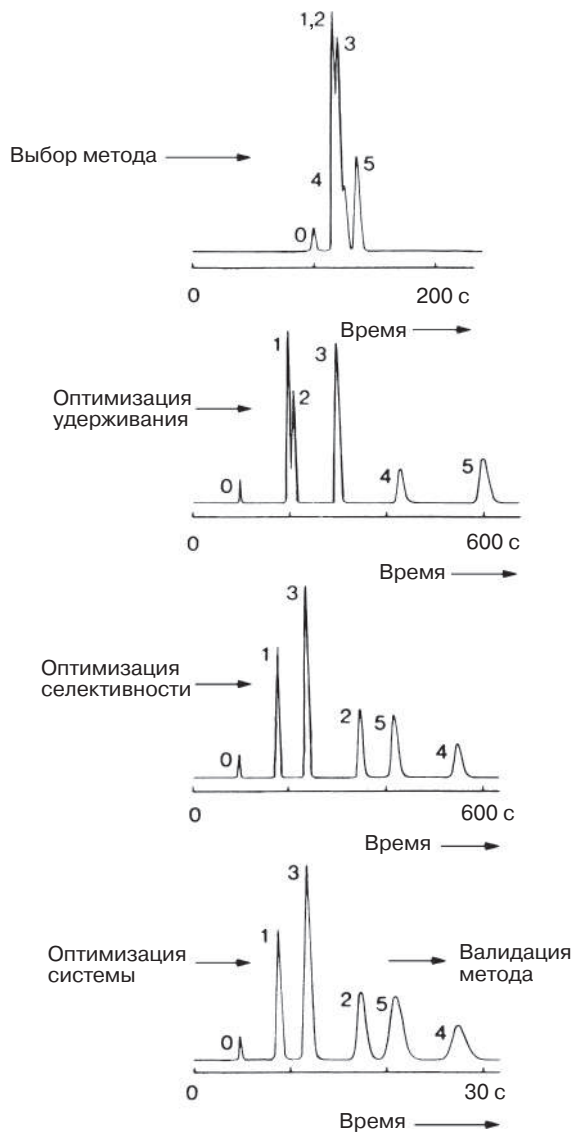 1,2
3
Выбор метода
4
5
0
0
200 с
Время
1
3
Оптимизация
удерживания
2
0
4
5
0
600 с
Время
3
Оптимизация
селективности
1
2
5
0
4
0
600 с
Время
3
Оптимизация
системы
1
Валидация
метода
2
5
0
4
0
30 с
Время